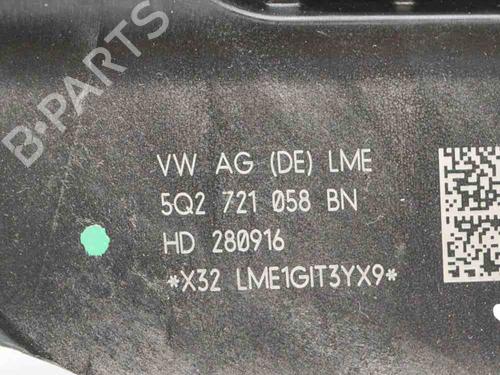 B-PARTS
VW AG (DE) LME
5Q2 721 058 BN
HD 280916
*X32 LME1GIT3YX9*